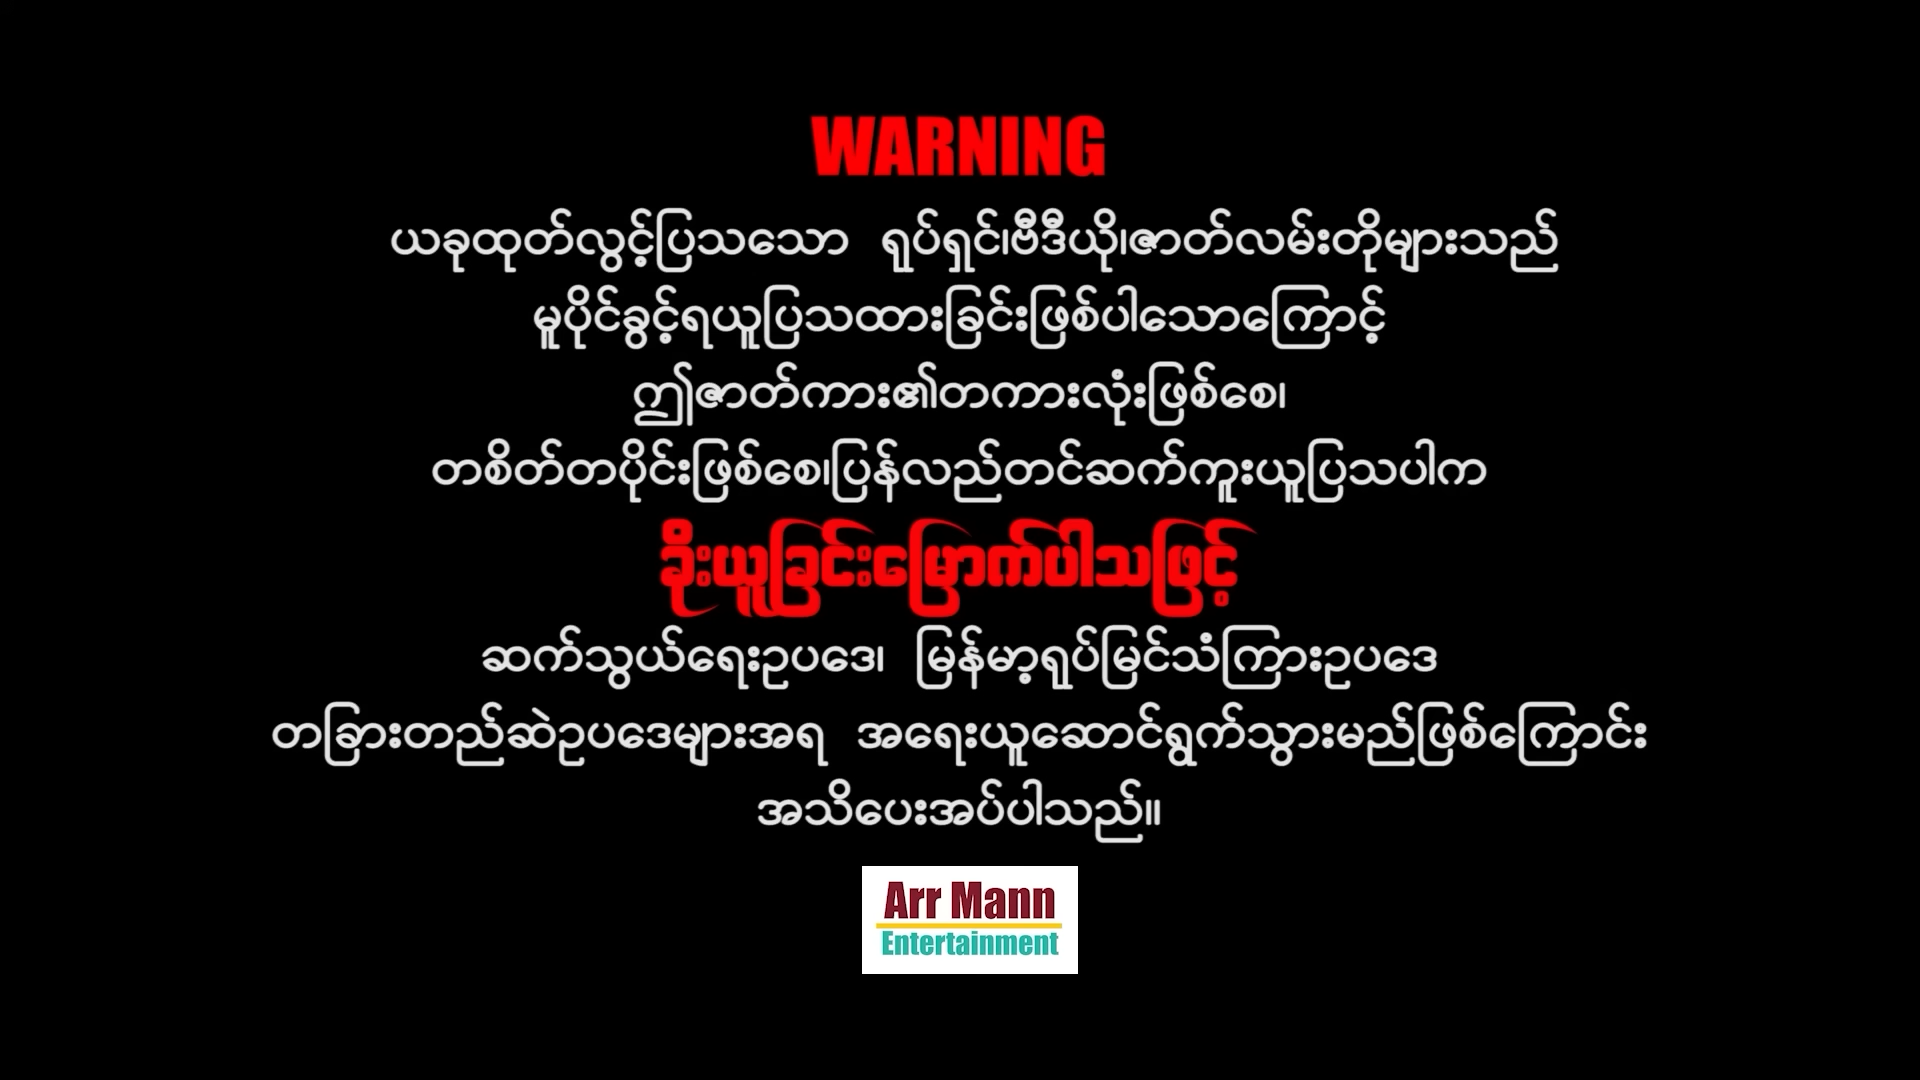 WARNING
ယခုထုတ်လွှင့်ပြသသော ရုပ်ရှင်၊ဗီဒီယို၊ဇာတ်လမ်းတိုများသည်
မူပိုင်ခွင့်ရယူပြသထားခြင်းဖြစ်ပါသောကြောင့်
ဤဇာတ်ကား၏တကားလုံးဖြစ်စေ၊
တစိတ်တပိုင်းဖြစ်စေ၊ပြန်လည်တင်ဆက်ကူးယူပြသပါက
ခိုးယူခြင်းမြောက်ပါသဖြင့်
ဆက်သွယ်ရေးဥပဒေ၊ မြန်မာ့ရုပ်မြင်သံကြားဥပဒေ
တခြားတည်ဆဲဥပဒေများအရ အရေးယူဆောင်ရွက်သွားမည်ဖြစ်ကြောင်း
အသိပေးအပ်ပါသည်။
Arr Mann
Entertainment